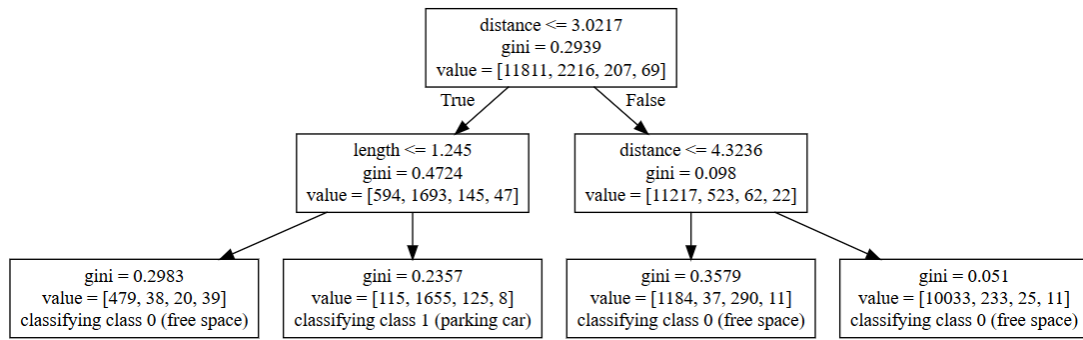 distance <= 3.0217
gini = 0.2939
value = [11811, 2216, 207, 69]
True
False
length <= 1.245
gini = 0.4724
value = [594, 1693, 145, 47]
distance <= 4.3236
gini = 0.098
value = [11217, 523, 62, 22]
gini = 0.2983
value = [479, 38, 20, 39]
classifying class 0 (free space)
gini = 0.2357
value = [115, 1655, 125, 8]
classifying class 1 (parking car)
gini = 0.3579
value = [1184, 37, 290, 11]
classifying class 0 (free space)
gini = 0.051
value = [10033, 233, 25, 11]
classifying class 0 (free space)